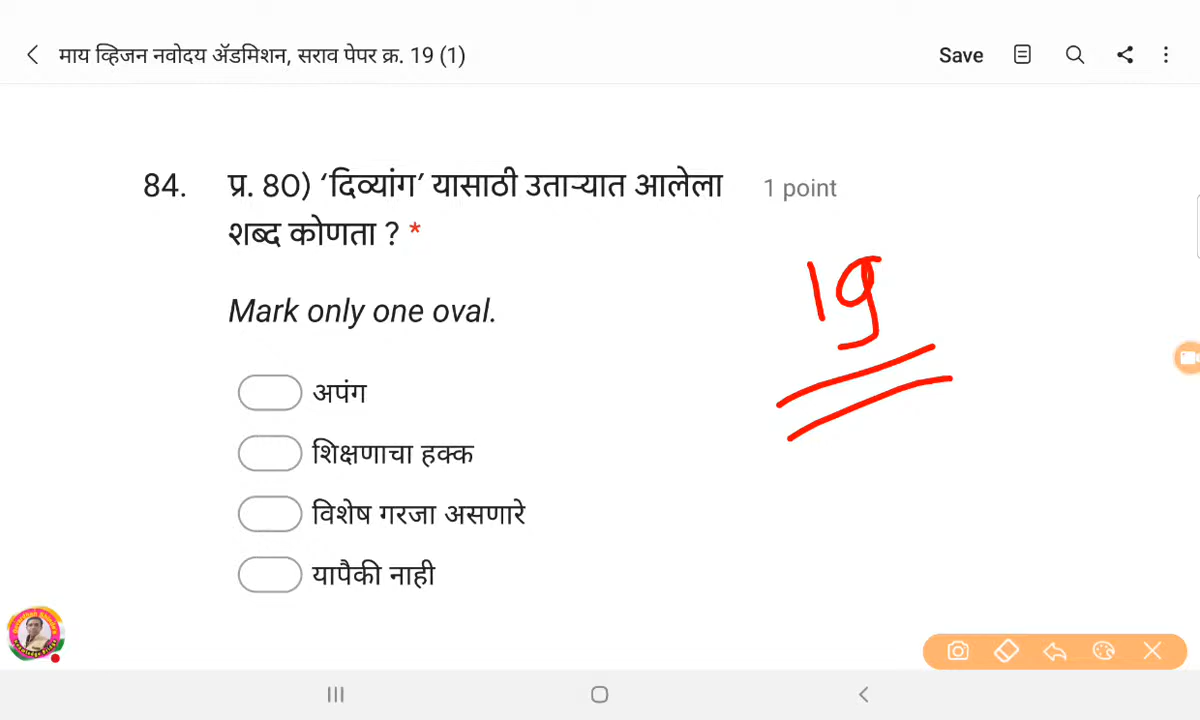 माय व्हिजन नवोदय ॲडमिशन, सराव पेपर क्र. 19 (1)
Save
84. प्र. 80) ‘दिव्यांग’ यासाठी उताऱ्यात आलेला 1 point
शब्द कोणता ? *
19
Mark only one oval.
अपंग
शिक्षणाचा हक्क
विशेष गरजा असणारे
यापैकी नाही